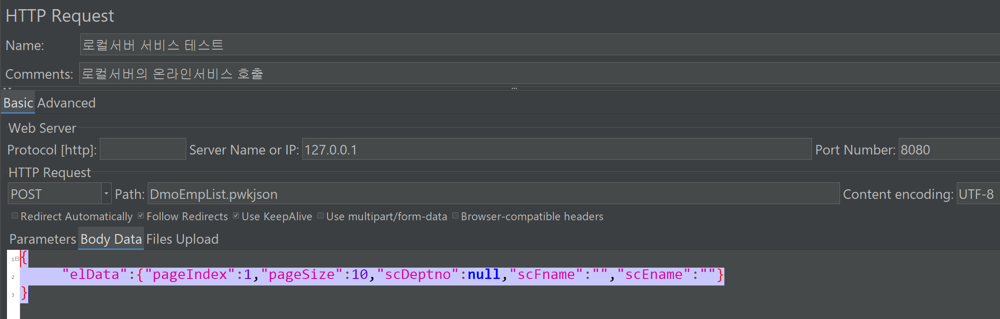 HTTP Request
Name: 로컬서버 서비스 테스트
Comments: 로컬서버의 온라인서비스 호출
Basic Advanced
Web Server
Protocol [http]: Server Name or IP: 127.0.0.1 Port Number: 8080
HTTP Request
POST Path: DmoEmpList.pwkjson Content encoding: UTF-8
Redirect Automatically Follow Redirects Use KeepAlive Use multipart/form-data Browser-compatible headers
Parameters Body Data Files Upload
1 {
2 "elData":{"pageIndex":1,"pageSize":10,"scDeptno":null,"scFname":"","scEname":""}
3 }